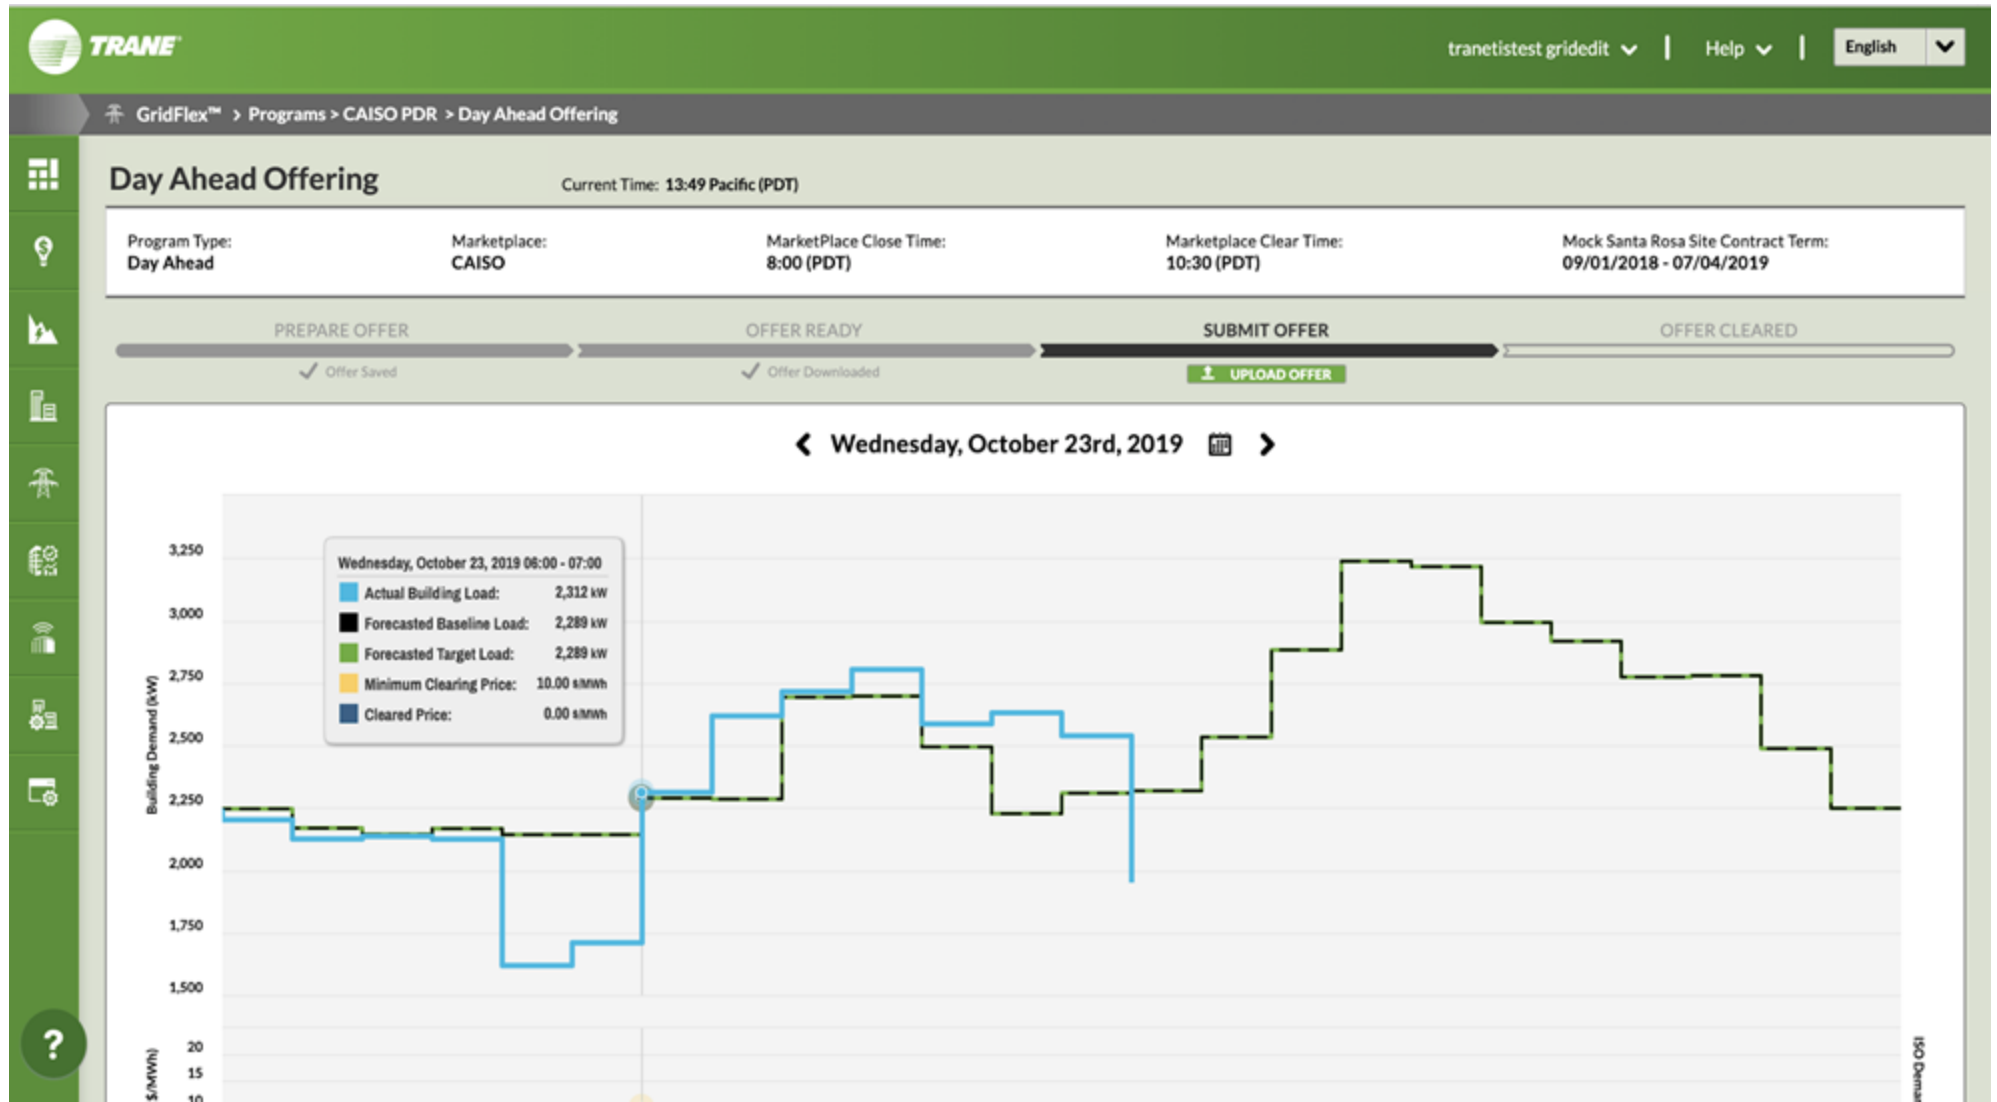 TRANE
tranetistest gridedit
Help
English
GridFlex™ > Programs > CAISO PDR > Day Ahead Offering
Day Ahead Offering
Current Time: 13:49 Pacific (PDT)
Program Type:
Day Ahead
Marketplace:
CAISO
MarketPlace Close Time:
8:00 (PDT)
Marketplace Clear Time:
10:30 (PDT)
Mock Santa Rosa Site Contract Term:
09/01/2018 - 07/04/2019
PREPARE OFFER
OFFER READY
SUBMIT OFFER
OFFER CLEARED
Offer Saved
Offer Downloaded
UPLOAD OFFER
Wednesday, October 23rd, 2019
Building Demand (kW)
3,250
3,000
2,750
2,500
2,250
2,000
1,750
1,500
Wednesday, October 23, 2019 06:00 - 07:00
Actual Building Load: 2,312 kW
Forecasted Baseline Load: 2,289 kW
Forecasted Target Load: 2,289 kW
Minimum Clearing Price: 10.00 $/MWh
Cleared Price: 0.00 $/MWh
?
$/MWh)
20
15
10
ISO